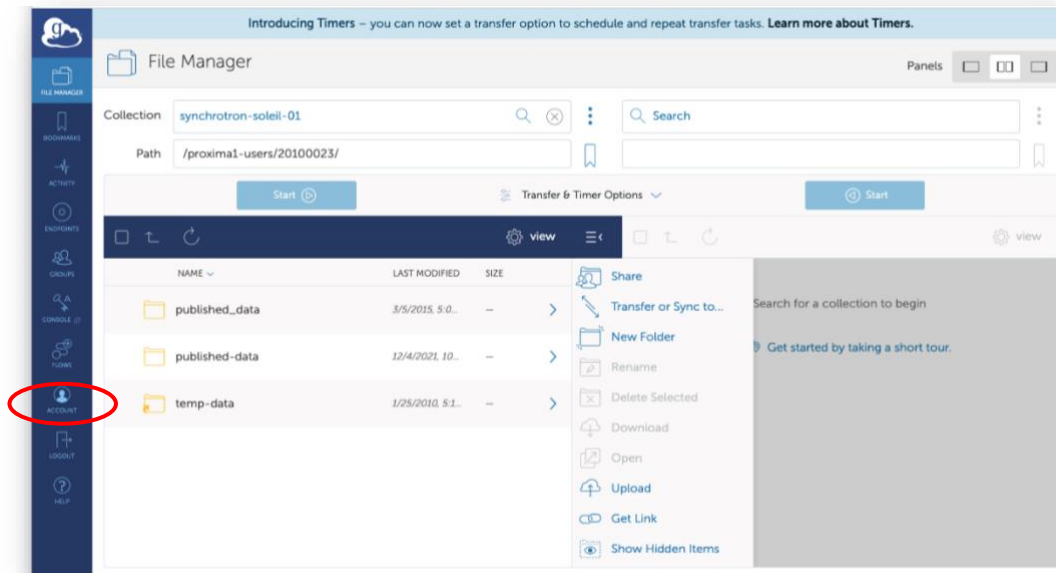 Introducing Timers – you can now set a transfer option to schedule and repeat transfer tasks. Learn more about Timers.
File Manager
Panels
FILE MANAGER
BOOKMARKS
ACTIVITY
ENDPOINTS
GROUPS
CONSOLE
FLOWS
ACCOUNT
LOGOUT
HELP
Collection synchrotron-soleil-01
Search
Path /proxima1-users/20100023/
Start
Transfer & Timer Options
Start
view
view
NAME LAST MODIFIED SIZE
published_data 3/5/2015, 5:0... –
published-data 12/4/2021, 10... –
temp-data 1/25/2010, 5:1... –
Share
Transfer or Sync to...
New Folder
Rename
Delete Selected
Download
Open
Upload
Get Link
Show Hidden Items
Search for a collection to begin
Get started by taking a short tour.